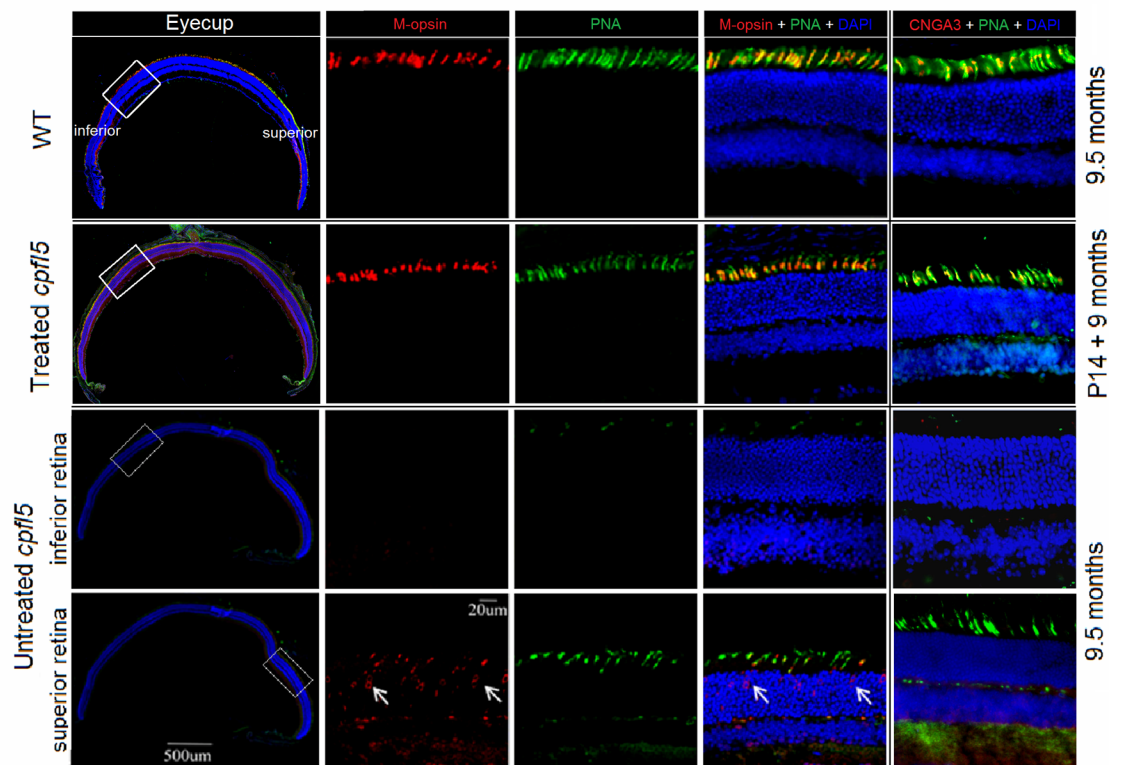 Eyecup
M-opsin
PNA
M-opsin + PNA + DAPI
CNGA3 + PNA + DAPI
WT
inferior
superior
9.5 months
Treated cpfl5
P14 + 9 months
Untreated cpfl5
inferior retina
superior retina
20um
500um
9.5 months